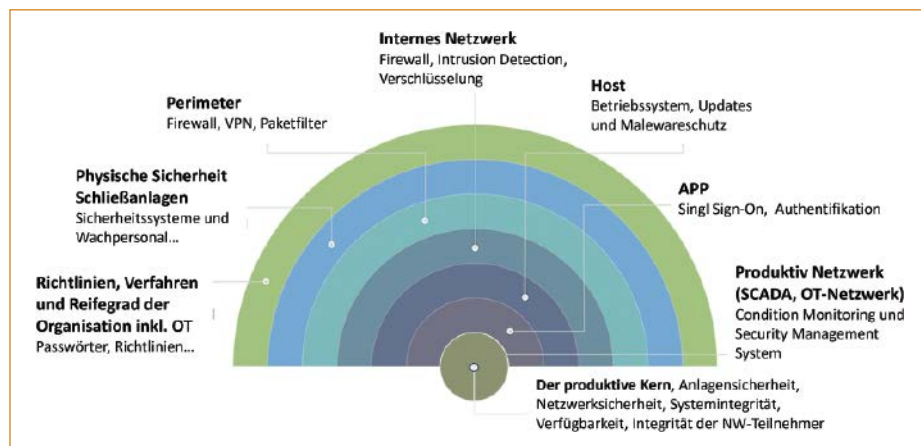 Internes Netzwerk
Firewall, Intrusion Detection,
Verschlüsselung
Host
Betriebssystem, Updates
und Malewareschutz
Perimeter
Firewall, VPN, Paketfilter
Physische Sicherheit
Schließanlagen
Sicherheitssysteme und
Wachpersonal...
APP
Singl Sign-On, Authentifikation
Richtlinien, Verfahren
und Reifegrad der
Organisation inkl. OT
Passwörter, Richtlinien...
Produktiv Netzwerk
(SCADA, OT-Netzwerk)
Condition Monitoring und
Security Management
System
Der produktive Kern, Anlagensicherheit,
Netzwerksicherheit, Systemintegrität,
Verfügbarkeit, Integrität der NW-Teilnehmer